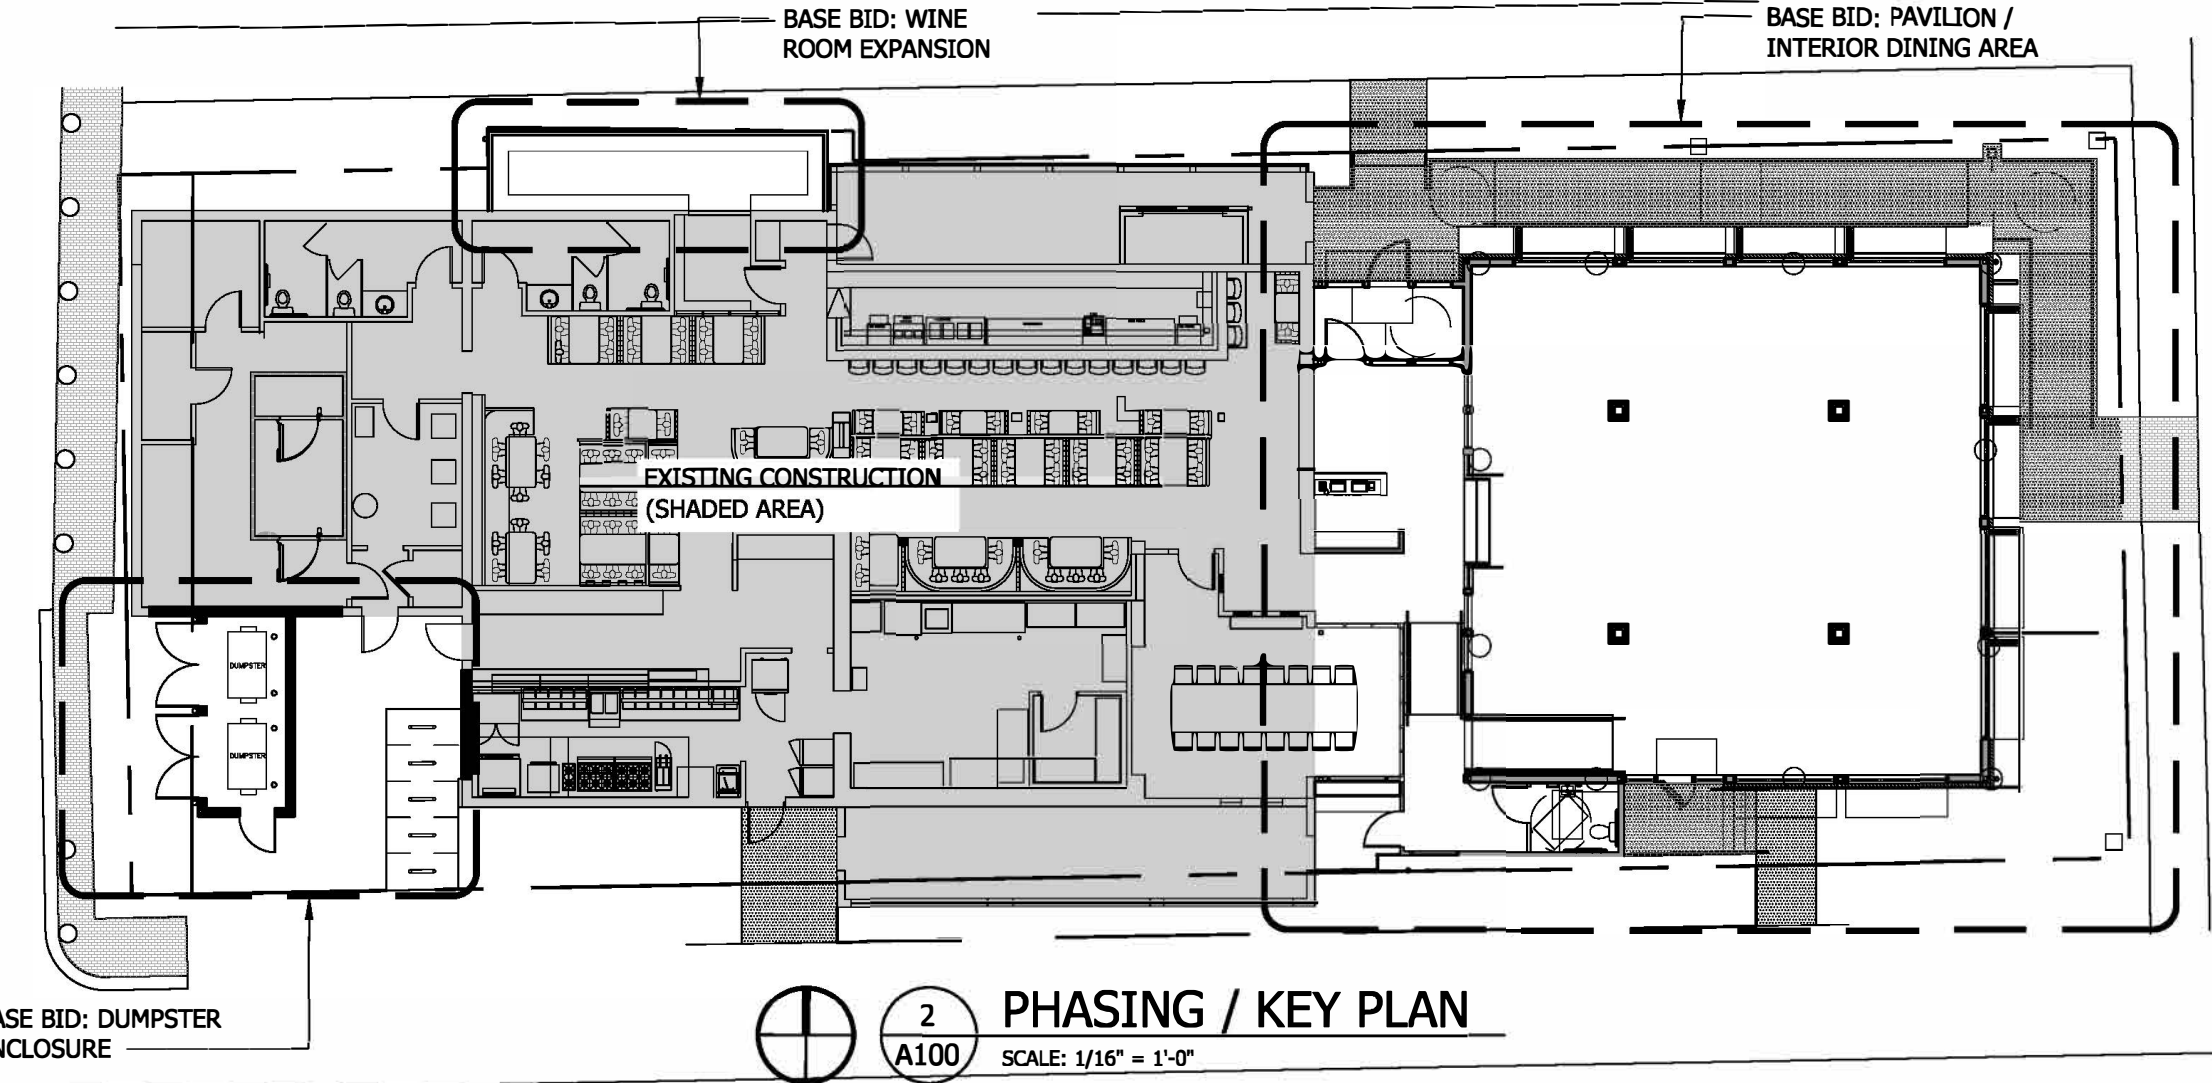 BASE BID: WINE
ROOM EXPANSION
BASE BID: PAVILION /
INTERIOR DINING AREA
EXISTING CONSTRUCTION
(SHADED AREA)
DUMPSTER
DUMPSTER
ASE BID: DUMPSTER
NCLOSURE
2
A100
PHASING / KEY PLAN
SCALE: 1/16" = 1'-0"